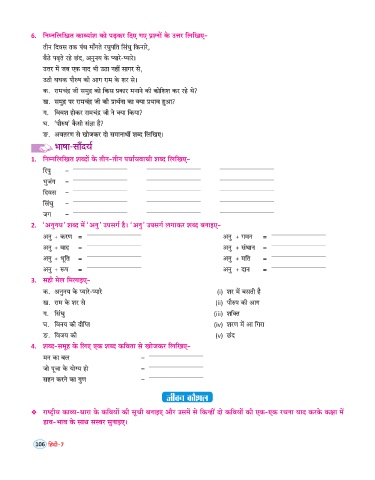 6. निम्नलिखित काव्यांश को पढ़कर दिए गए प्रश्नों के उत्तर लिखिए-
तीन दिवस तक पंथ माँगते रघुपति सिंधु किनारे,
बैठे पढ़ते रहे छंद, अनुनय के प्यारे-प्यारे।
उत्तर में जब एक नाद भी उठा नहीं सागर से,
उठी धधक पौरुष की आग राम के शर से।
क. रामचंद्र जी समुद्र को किस प्रकार मनाने की कोशिश कर रहे थे?
ख. समुद्र पर रामचंद्र जी की प्रार्थना का क्या प्रभाव हुआ?
ग. विवश होकर रामचंद्र जी ने क्या किया?
घ. 'पौरुष' कैसी संज्ञा है?
ङ. अवतरण से खोजकर दो समानार्थी शब्द लिखिए।
भाषा-सौंदर्य
1. निम्नलिखित शब्दों के तीन-तीन पर्यायवाची शब्द लिखिए-
रिपु -
भुजंग -
दिवस -
सिंधु -
जग -
2. 'अनुनय' शब्द में 'अनु' उपसर्ग है। 'अनु' उपसर्ग लगाकर शब्द बनाइए-
अनु + करण = अनु + गमन =
अनु + वाद = अनु + संधान =
अनु + भूति = अनु + मति =
अनु + रूप = अनु + दान =
3. सही मेल मिलाइए-
क. अनुनय के प्यारे-प्यारे (i) शर में बसती है
ख. राम के शर से (ii) पौरुष की आग
ग. सिंधु (iii) शक्ति
घ. विनय की दीप्ति (iv) शरण में आ गिरा
ङ. विजय की (v) छंद
4. शब्द-समूह के लिए एक शब्द कविता से खोजकर लिखिए-
मन का बल -
जो पूजा के योग्य हो =
सहन करने का गुण -
जीवन कौशल
❖ राष्ट्रीय काव्य-धारा के कवियों की सूची बनाइए और उसमें से किन्हीं दो कवियों की एक-एक रचना याद करके कक्षा में
हाव-भाव के साथ सस्वर सुनाइए।
106 हिंदी-7